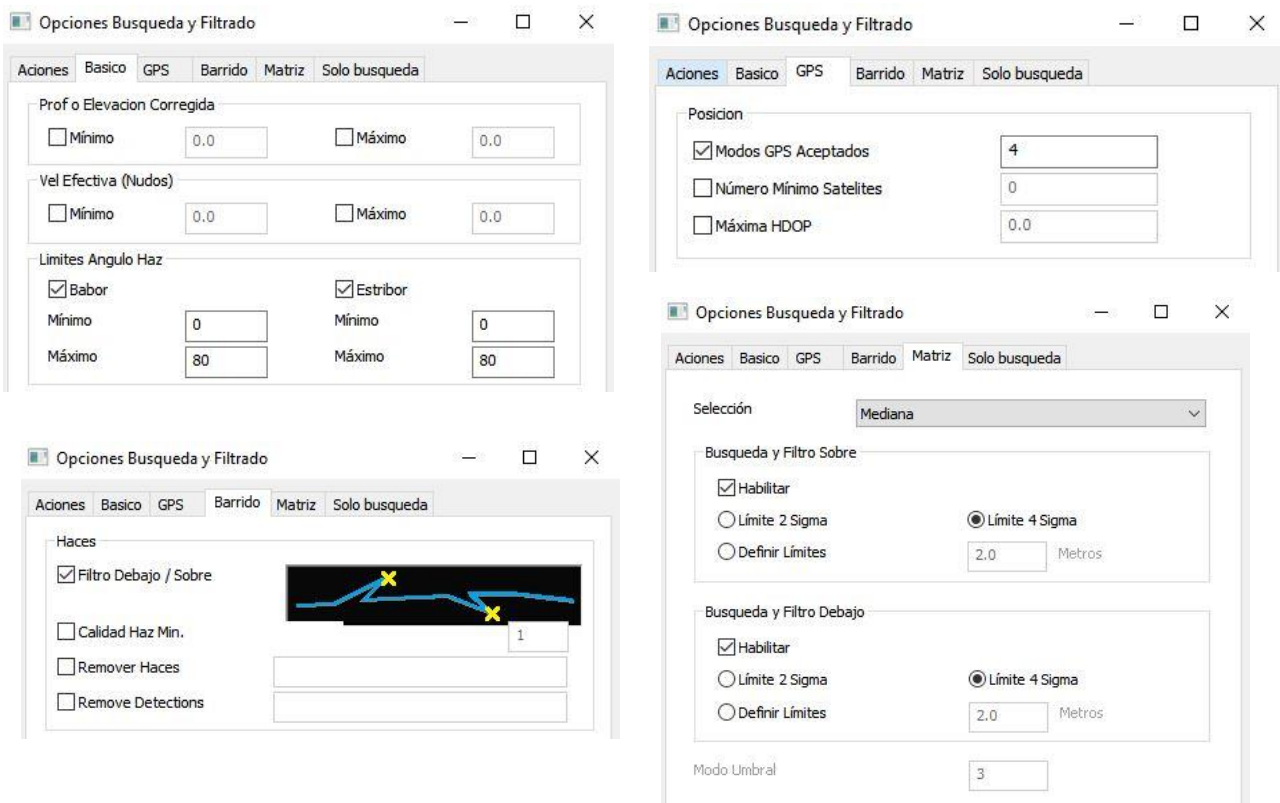 Opciones Busqueda y Filtrado
Aciones Basico GPS Barrido Matriz Solo busqueda
Prof o Elevacion Corregida
Mínimo 0.0 Máximo 0.0
Vel Efectiva (Nudos)
Mínimo 0.0 Máximo 0.0
Limites Angulo Haz
Babor Estribor
Mínimo 0 Mínimo 0
Máximo 80 Máximo 80
Opciones Busqueda y Filtrado
Aciones Basico GPS Barrido Matriz Solo busqueda
Posicion
Modos GPS Aceptados 4
Número Mínimo Satelites 0
Máxima HDOP 0.0
Opciones Busqueda y Filtrado
Aciones Basico GPS Barrido Matriz Solo busqueda
Haces
Filtro Debajo / Sobre
Calidad Haz Min. 1
Remover Haces
Remove Detections
Opciones Busqueda y Filtrado
Aciones Basico GPS Barrido Matriz Solo busqueda
Selección Mediana
Busqueda y Filtro Sobre
Habilitar
Límite 2 Sigma Límite 4 Sigma
Definir Límites 2.0 Metros
Busqueda y Filtro Debajo
Habilitar
Límite 2 Sigma Límite 4 Sigma
Definir Límites 2.0 Metros
Modo Umbral 3